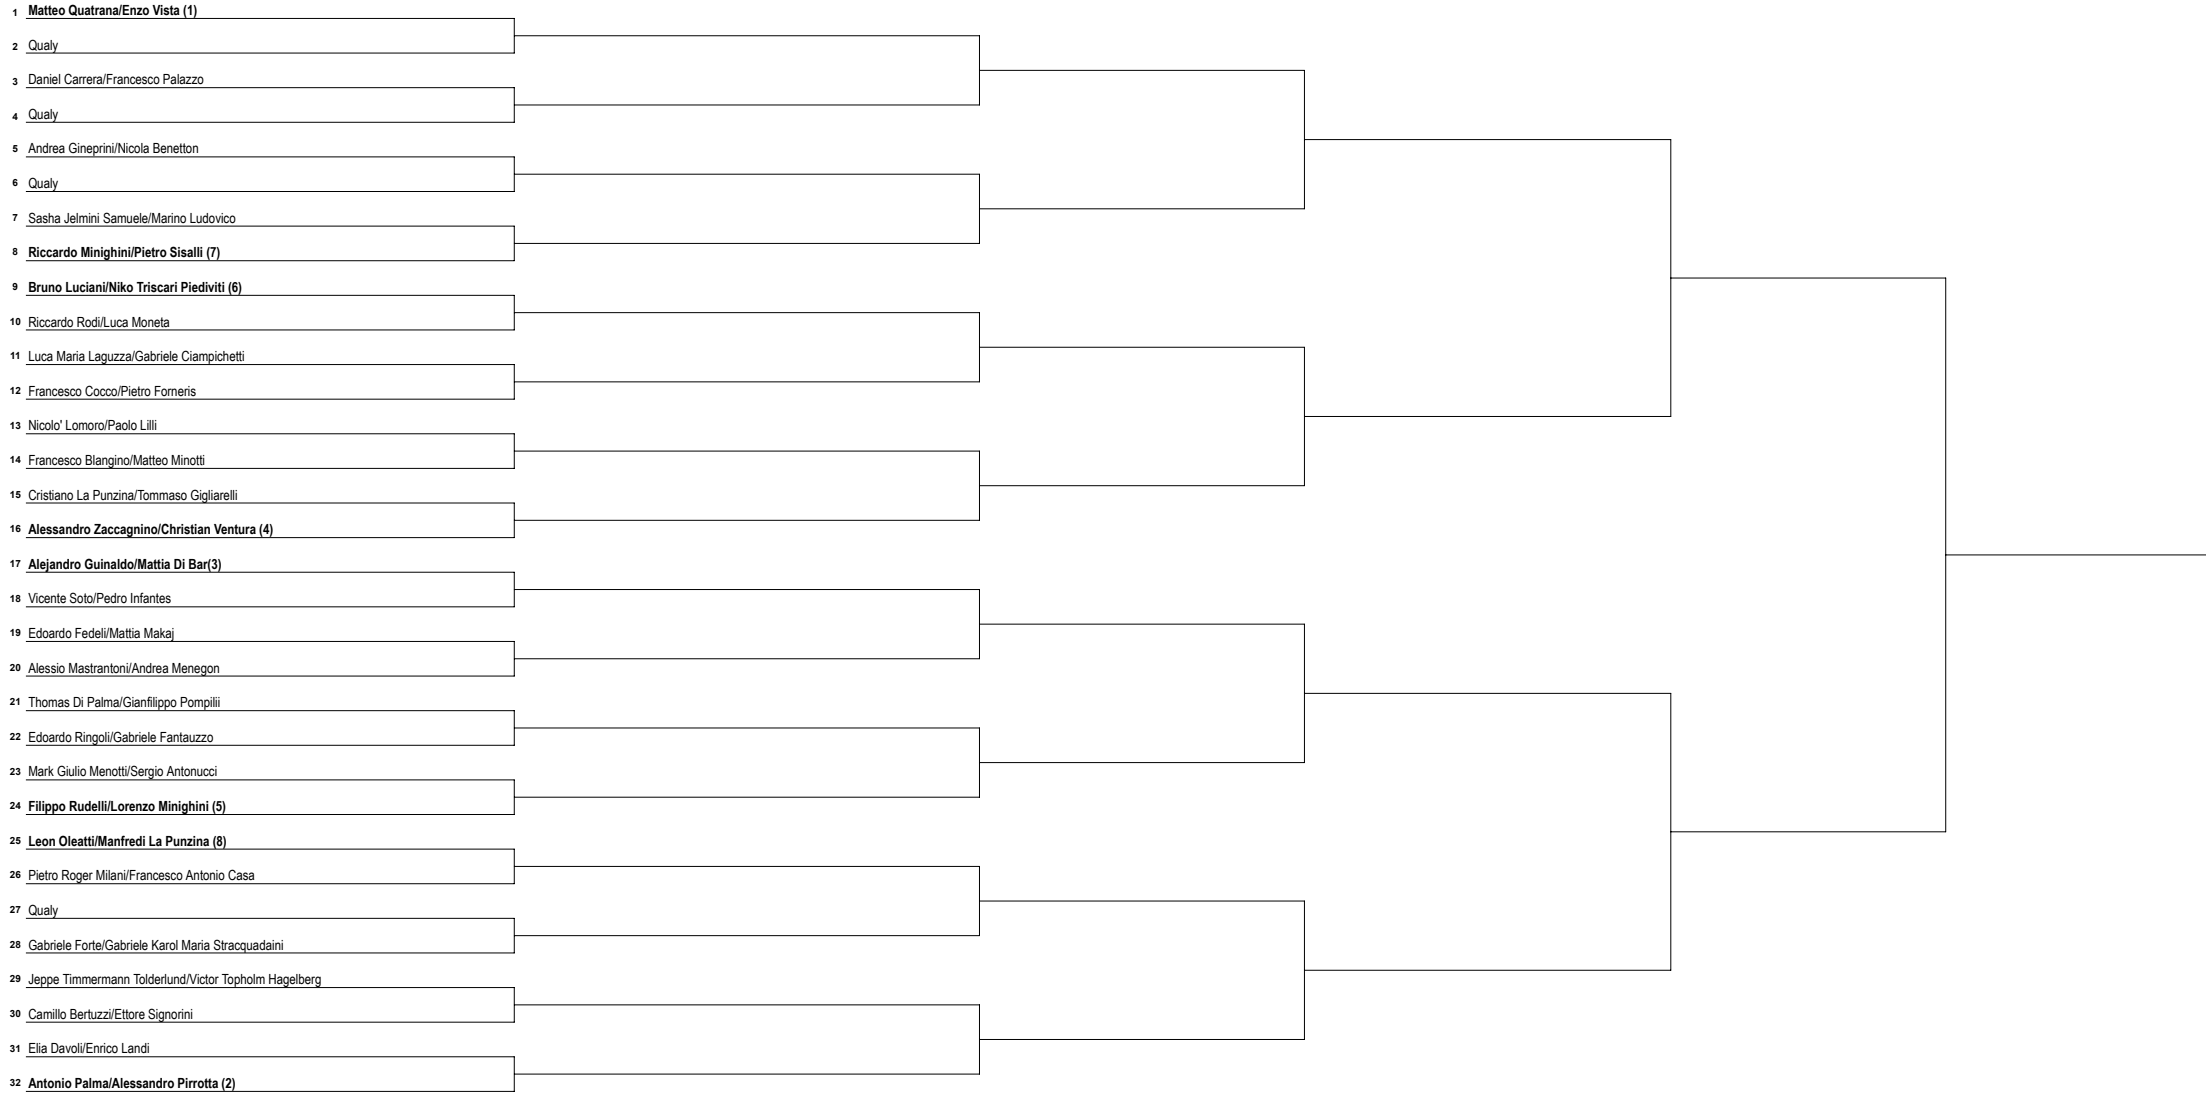 1 Matteo Quatrana/Enzo Vista (1)
2 Qualy
3 Daniel Carrera/Francesco Palazzo
4 Qualy
5 Andrea Gineprini/Nicola Benetton
6 Qualy
7 Sasha Jelmini Samuele/Marino Ludovico
8 Riccardo Minighini/Pietro Sisalli (7)
9 Bruno Luciani/Niko Triscari Piediviti (6)
10 Riccardo Rodi/Luca Moneta
11 Luca Maria Laguzza/Gabriele Ciampichetti
12 Francesco Cocco/Pietro Forneris
13 Nicolo' Lomoro/Paolo Lilli
14 Francesco Blangino/Matteo Minotti
15 Cristiano La Punzina/Tommaso Gigliarelli
16 Alessandro Zaccagnino/Christian Ventura (4)
17 Alejandro Guinaldo/Mattia Di Bar(3)
18 Vicente Soto/Pedro Infantes
19 Edoardo Fedeli/Mattia Makaj
20 Alessio Mastrantoni/Andrea Menegon
21 Thomas Di Palma/Gianfilippo Pompilii
22 Edoardo Ringoli/Gabriele Fantauzzo
23 Mark Giulio Menotti/Sergio Antonucci
24 Filippo Rudelli/Lorenzo Minighini (5)
25 Leon Oleatti/Manfredi La Punzina (8)
26 Pietro Roger Milani/Francesco Antonio Casa
27 Qualy
28 Gabriele Forte/Gabriele Karol Maria Stracquadaini
29 Jeppe Timmermann Tolderlund/Victor Topholm Hagelberg
30 Camillo Bertuzzi/Ettore Signorini
31 Elia Davoli/Enrico Landi
32 Antonio Palma/Alessandro Pirrotta (2)